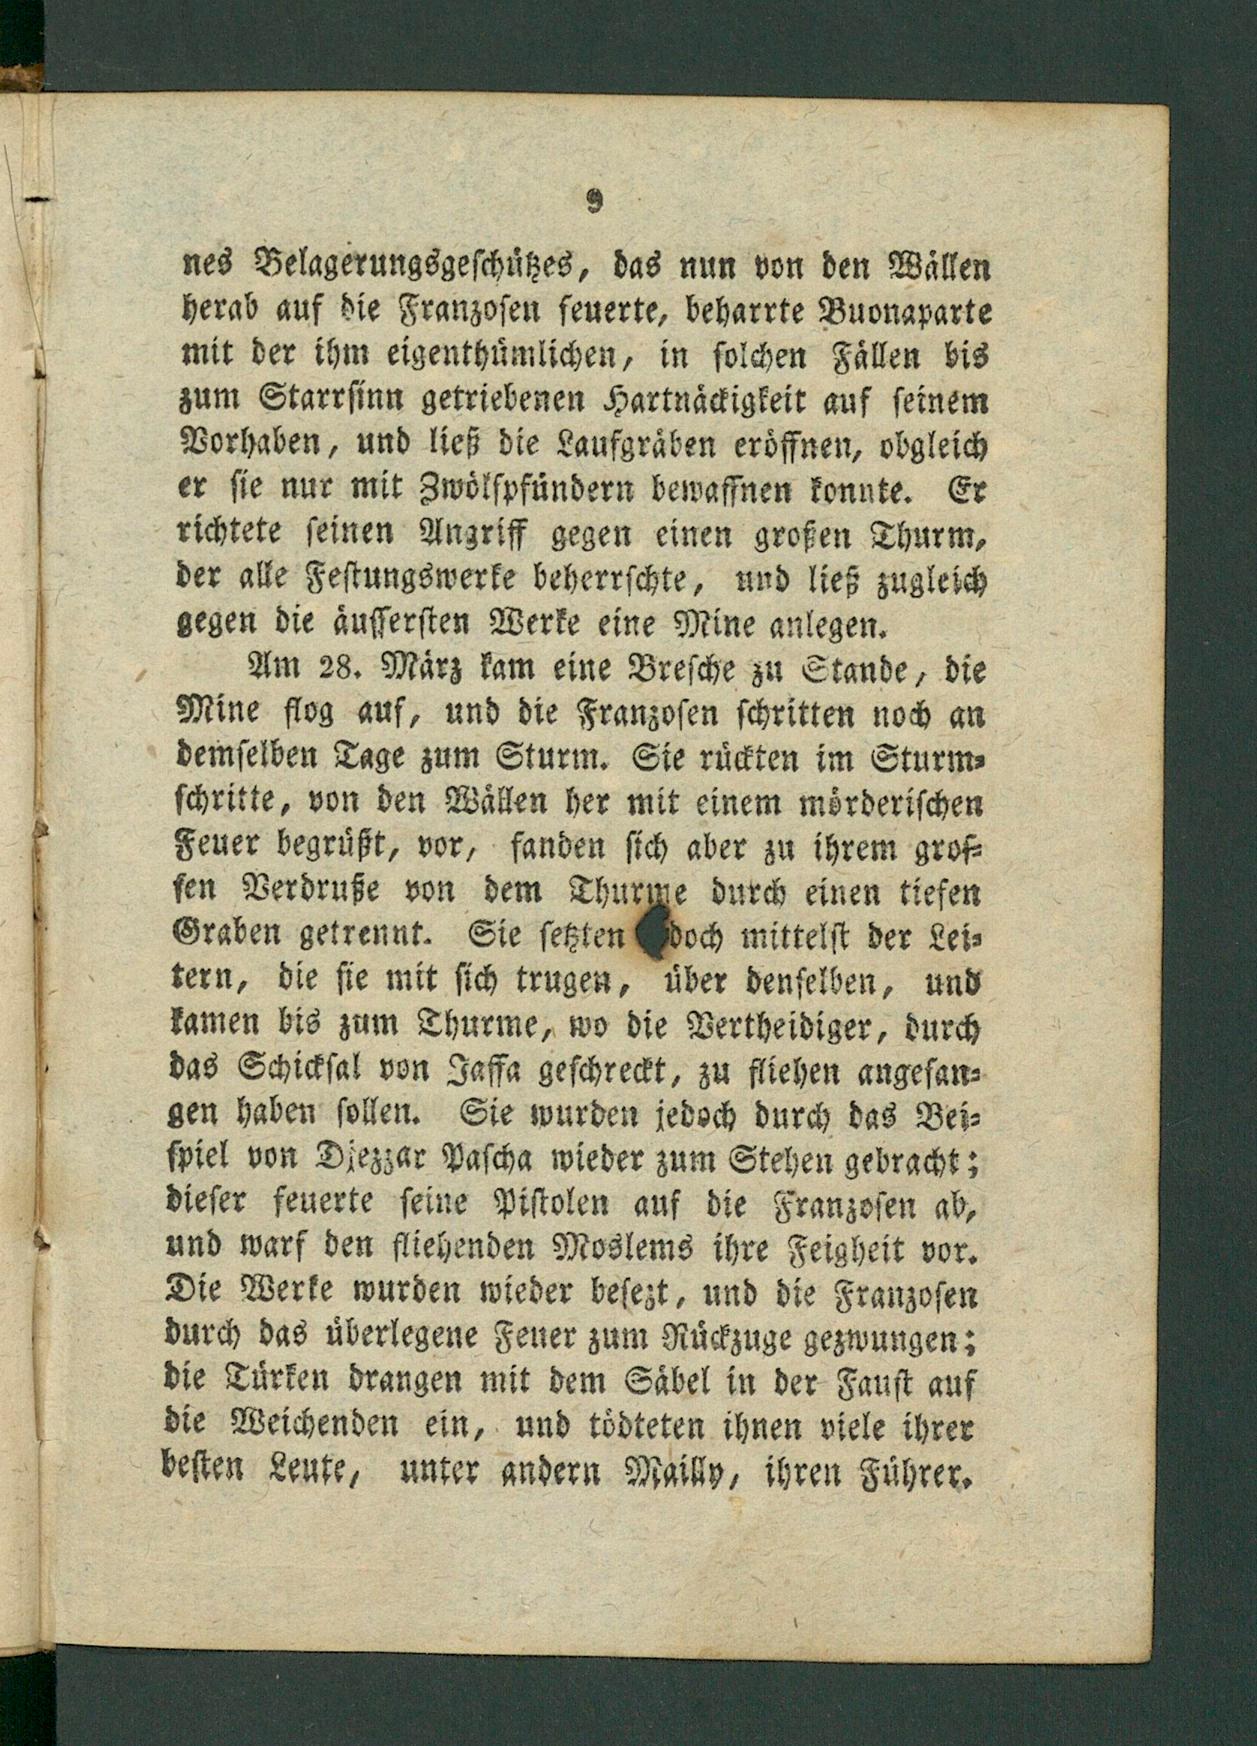 9
nes Belagerungsgeschützes, das nun von den Wällen
herab auf die Franzosen feuerte, beharrte Buonaparte
mit der ihm eigenthümlichen, in solchen Fällen bis
zum Starrsinn getriebenen Hartnäckigkeit auf seinem
Vorhaben, und ließ die Laufgräben eröffnen, obgleich
er sie nur mit Zwölfpfündern bewaffnen konnte. Er
richtete seinen Angriff gegen einen großen Thurm,
der alle Festungswerke beherrschte, und ließ zugleich
gegen die äussersten Werke eine Mine anlegen.
Am 28. März kam eine Bresche zu Stande, die
Mine flog auf, und die Franzosen schritten noch an
demselben Tage zum Sturm. Sie rückten im Sturm-
schritte, von den Wällen her mit einem mörderischen
Feuer begrüßt, vor, fanden sich aber zu ihrem gros-
sen Verdruße von dem Thurme durch einen tiefen
Graben getrennt. Sie setzten doch mittelst der Lei-
tern, die sie mit sich trugen, über denselben, und
kamen bis zum Thurme, wo die Vertheidiger, durch
das Schicksal von Jaffa geschreckt, zu fliehen angefan-
gen haben sollen. Sie wurden jedoch durch das Bei-
spiel von Djezzar Pascha wieder zum Stehen gebracht;
dieser feuerte seine Pistolen auf die Franzosen ab,
und warf den fliehenden Moslems ihre Feigheit vor.
Die Werke wurden wieder besezt, und die Franzosen
durch das überlegene Feuer zum Rückzuge gezwungen;
die Türken drangen mit dem Säbel in der Faust auf
die Weichenden ein, und tödteten ihnen viele ihrer
besten Leute, unter andern Mailly, ihren Führer.